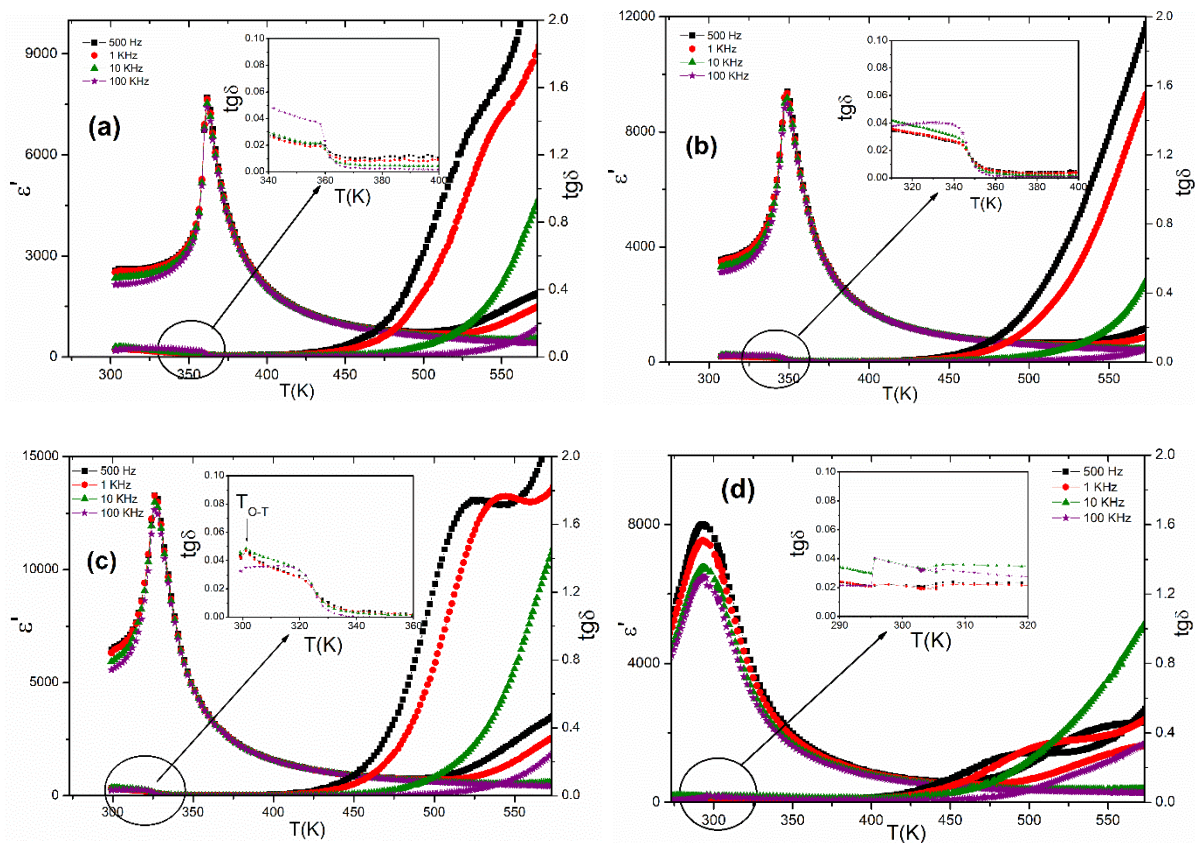 (a)
500 Hz
1 KHz
10 KHz
100 KHz
9000
6000
3000
0
ε'
300 350 400 450 500 550
T(K)
2.0
1.6
1.2
0.8
0.4
0.0
tgδ
0.10
0.08
0.06
0.04
0.02
0.00
tgδ
340 360 380 400
T(K)
(b)
500 Hz
1 KHz
10 KHz
100 KHz
12000
8000
4000
0
ε'
300 350 400 450 500 550
T(K)
2.0
1.6
1.2
0.8
0.4
0.0
tgδ
0.10
0.08
0.06
0.04
0.02
0.00
tgδ
320 340 360 380 400
T(K)
(c)
500 Hz
1 KHz
10 KHz
100 KHz
15000
10000
5000
0
ε'
300 350 400 450 500 550
T(K)
2.0
1.6
1.2
0.8
0.4
0.0
tgδ
0.10
0.08
0.06
0.04
0.02
0.00
T O-T
tgδ
300 320 340 360
T(K)
(d)
500 Hz
1 KHz
10 KHz
100 KHz
8000
4000
0
ε'
300 350 400 450 500 550
T(K)
2.0
1.6
1.2
0.8
0.4
0.0
tgδ
0.10
0.08
0.06
0.04
0.02
0.00
tgδ
290 300 310 320
T(K)